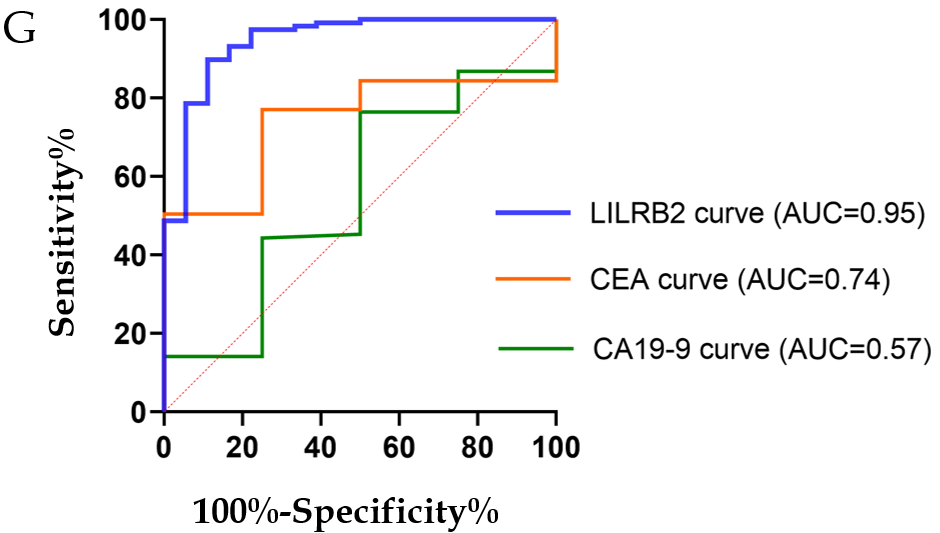 G
Sensitivity%
100
80
60
40
20
0
0 20 40 60 80 100
100%-Specificity%
LILRB2 curve (AUC=0.95)
CEA curve (AUC=0.74)
CA19-9 curve (AUC=0.57)